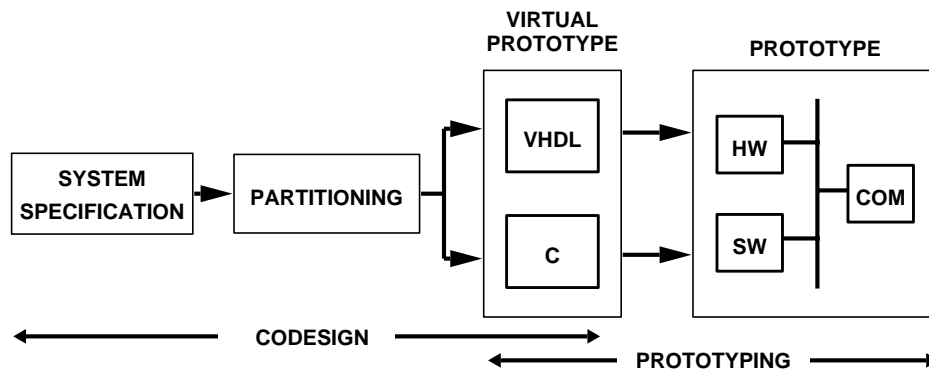 VIRTUAL
PROTOTYPE
PROTOTYPE
VHDL
HW
SYSTEM
SPECIFICATION
PARTITIONING
COM
C
SW
CODESIGN
PROTOTYPING